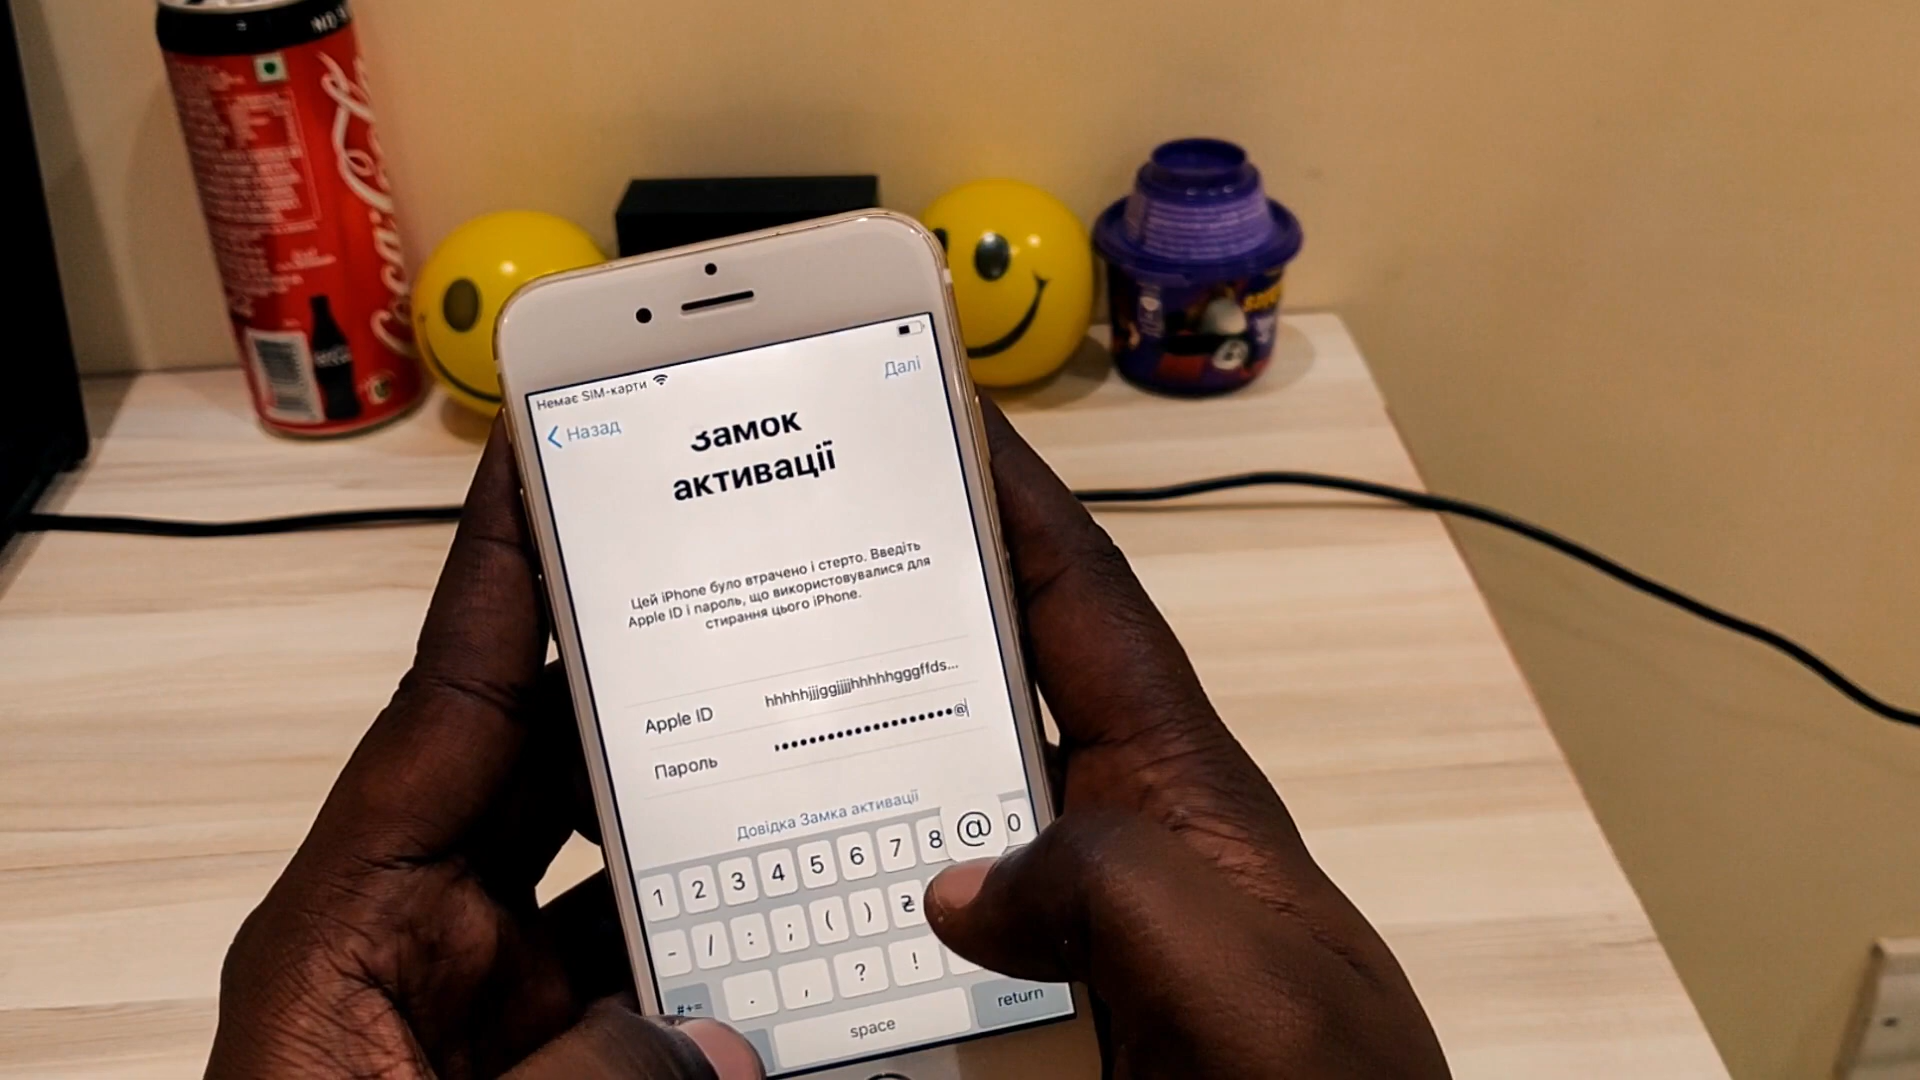 Coca-Cola
Немає SIM-карти
Назад
Далі
Замок
активації
Цей iPhone було втрачено і стерто. Введіть
Apple ID і пароль, що використовувалися для
стирання цього iPhone.
Apple ID hhhhhjjjggjjjjhhhhhgggffds...
Пароль ••••••••••••••••••••@
Довідка Замка активації
1 2 3 4 5 6 7 8 @ 0
- / : ; ( ) ₴
#+= . , ? !
space return